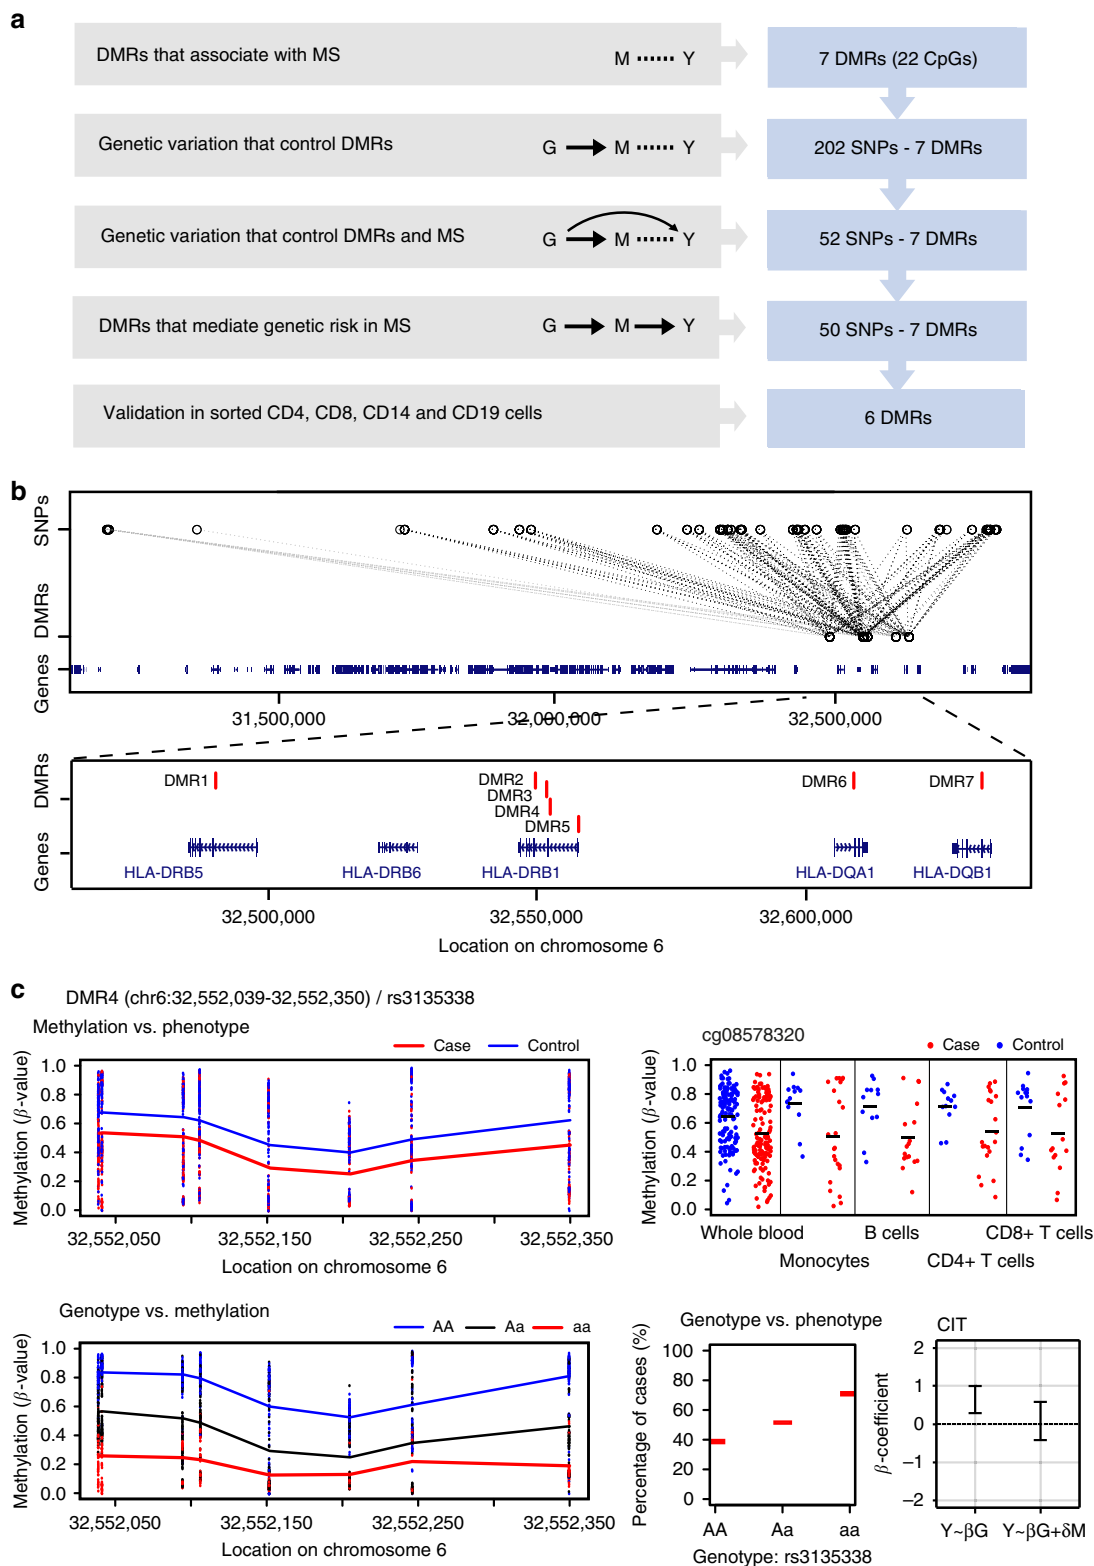 a
DMRs that associate with MS
M Y
7 DMRs (22 CpGs)
Genetic variation that control DMRs
G M Y
202 SNPs - 7 DMRs
Genetic variation that control DMRs and MS
G M Y
52 SNPs - 7 DMRs
DMRs that mediate genetic risk in MS
G M Y
50 SNPs - 7 DMRs
Validation in sorted CD4, CD8, CD14 and CD19 cells
6 DMRs
b
SNPs
DMRs
Genes
31,500,000 32,000,000 32,500,000
DMRs
Genes
DMR1
DMR2
DMR3
DMR4
DMR5
DMR6
DMR7
HLA-DRB5 HLA-DRB6 HLA-DRB1 HLA-DQA1 HLA-DQB1
32,500,000 32,550,000 32,600,000
Location on chromosome 6
c
DMR4 (chr6:32,552,039-32,552,350) / rs3135338
Methylation vs. phenotype
Case Control
Methylation (β-value)
1.0
0.8
0.6
0.4
0.2
0.0
32,552,050 32,552,150 32,552,250 32,552,350
Location on chromosome 6
cg08578320
Case Control
Methylation (β-value)
1.0
0.8
0.6
0.4
0.2
0.0
Whole blood B cells CD8+ T cells
Monocytes CD4+ T cells
Genotype vs. methylation
AA Aa aa
Methylation (β-value)
1.0
0.8
0.6
0.4
0.2
0.0
32,552,050 32,552,150 32,552,250 32,552,350
Location on chromosome 6
Genotype vs. phenotype
Percentage of cases (%)
100
80
60
40
20
0
AA Aa aa
Genotype: rs3135338
CIT
β-coefficient
2
1
0
−1
−2
Y~βG Y~βG+δM